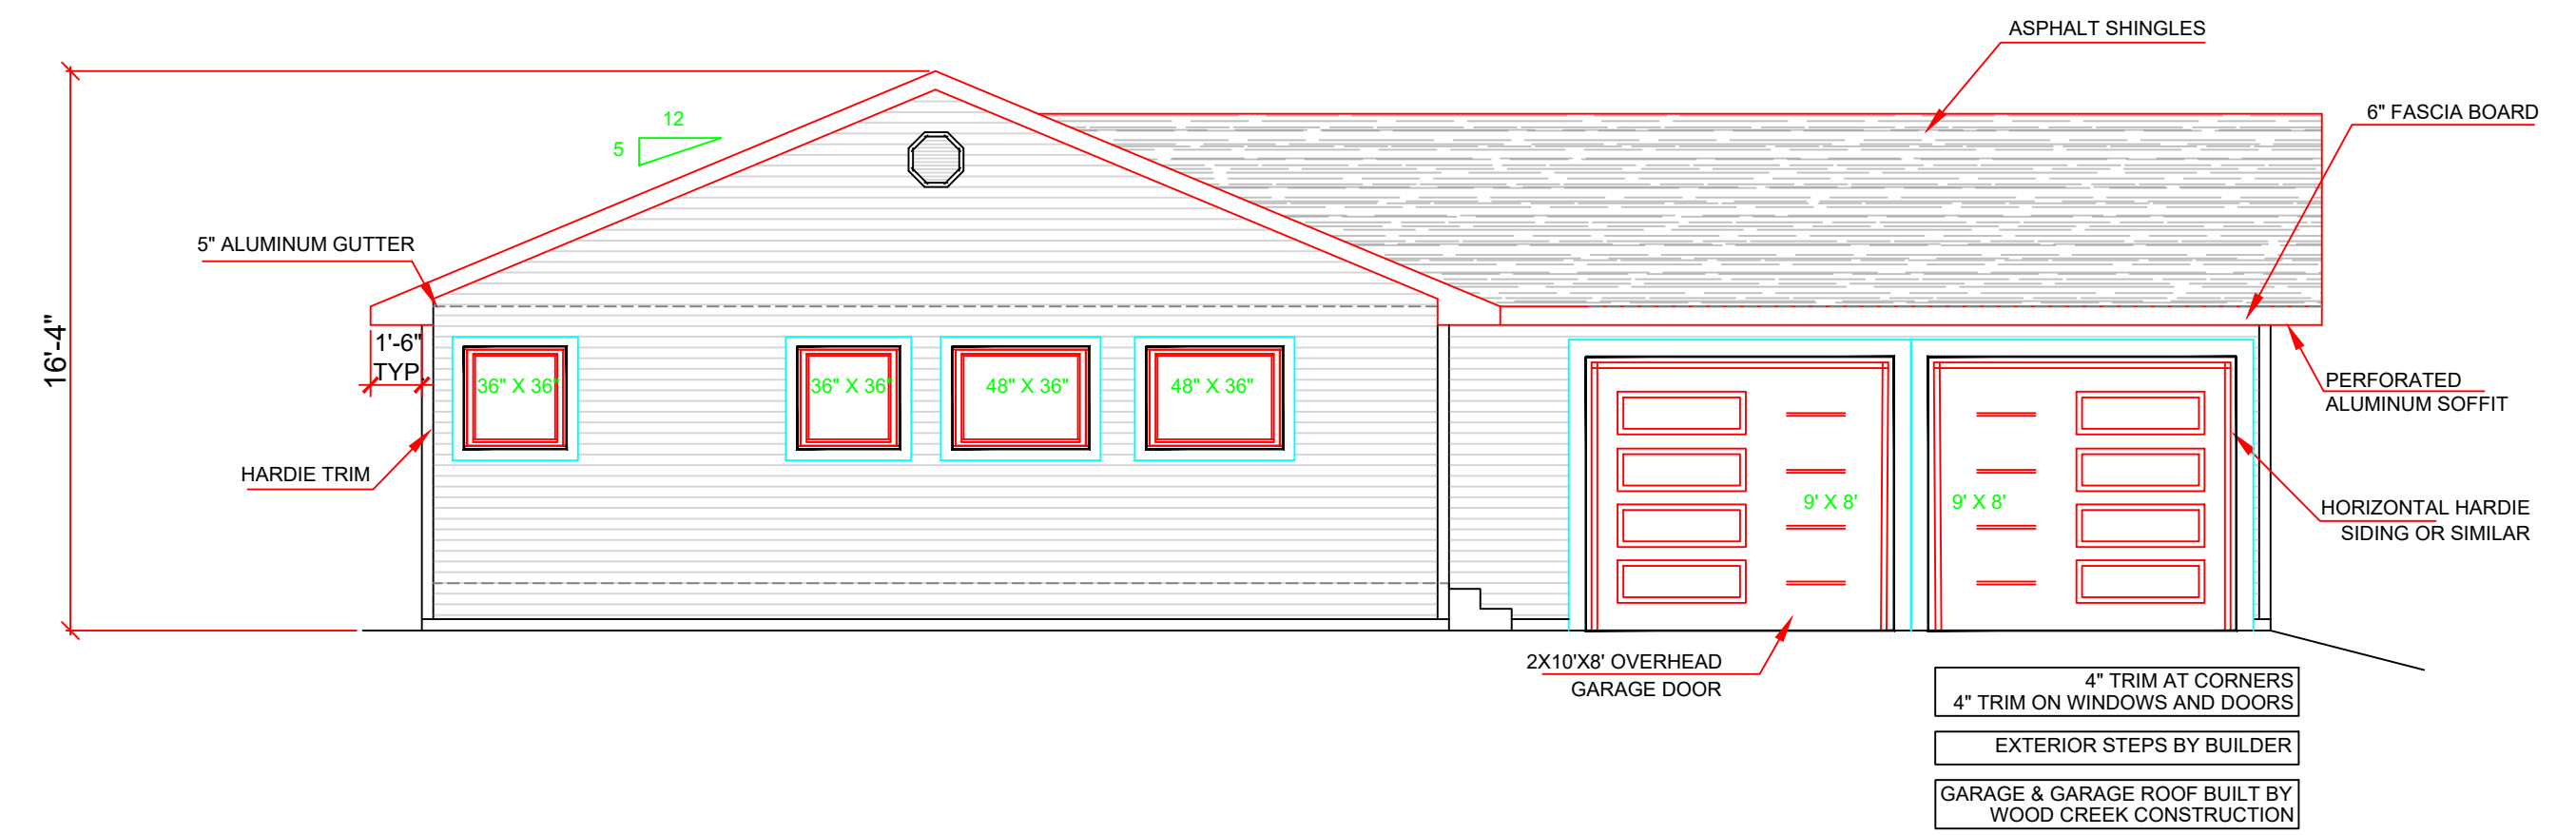 ASPHALT SHINGLES
6" FASCIA BOARD
12
5
5" ALUMINUM GUTTER
16'-4"
1'-6"
TYP.
36" X 36"
36" X 36"
48" X 36"
48" X 36"
PERFORATED
ALUMINUM SOFFIT
HARDIE TRIM
9' X 8'
9' X 8'
HORIZONTAL HARDIE
SIDING OR SIMILAR
2X10'X8' OVERHEAD
GARAGE DOOR
4" TRIM AT CORNERS
4" TRIM ON WINDOWS AND DOORS
EXTERIOR STEPS BY BUILDER
GARAGE & GARAGE ROOF BUILT BY
WOOD CREEK CONSTRUCTION